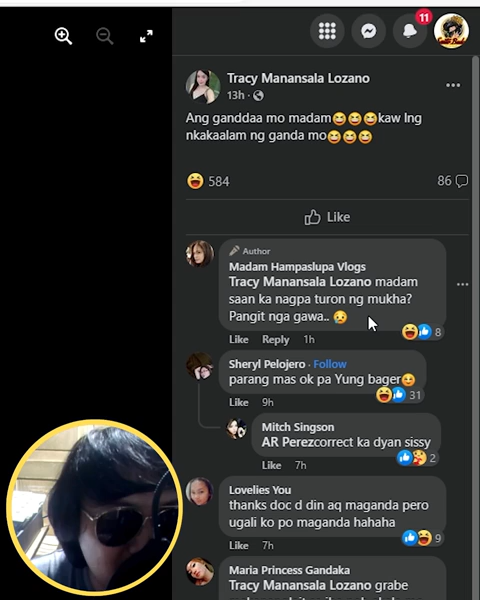 11
Tracy Manansala Lozano
13h ·
Ang ganddaa mo madam😆😆😆kaw lng
nkakaalam ng ganda mo😆😆😆
584
86
Like
Author
Madam Hampaslupa Vlogs
Tracy Manansala Lozano madam
saan ka nagpa turon ng mukha?
Pangit nga gawa.. 😥
8
Like Reply 1h
Sheryl Pelojero · Follow
parang mas ok pa Yung bager😊
31
Like 9h
Mitch Singson
AR Perezcorrect ka dyan sissy
2
Like 7h
Lovelies You
thanks doc d din aq maganda pero
ugali ko po maganda hahaha
9
Like 7h
Maria Princess Gandaka
Tracy Manansala Lozano grabe